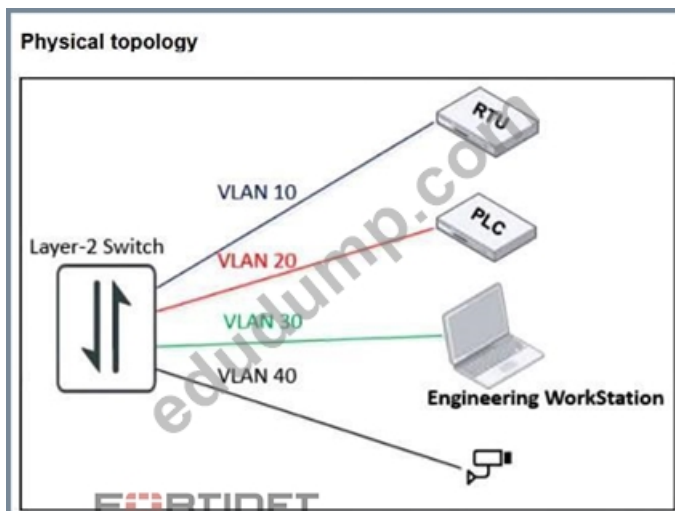 Physical topology
RTU
VLAN 10
PLC
Layer-2 Switch
VLAN 20
VLAN 30
VLAN 40
Engineering WorkStation
edudump.com
FORTINET